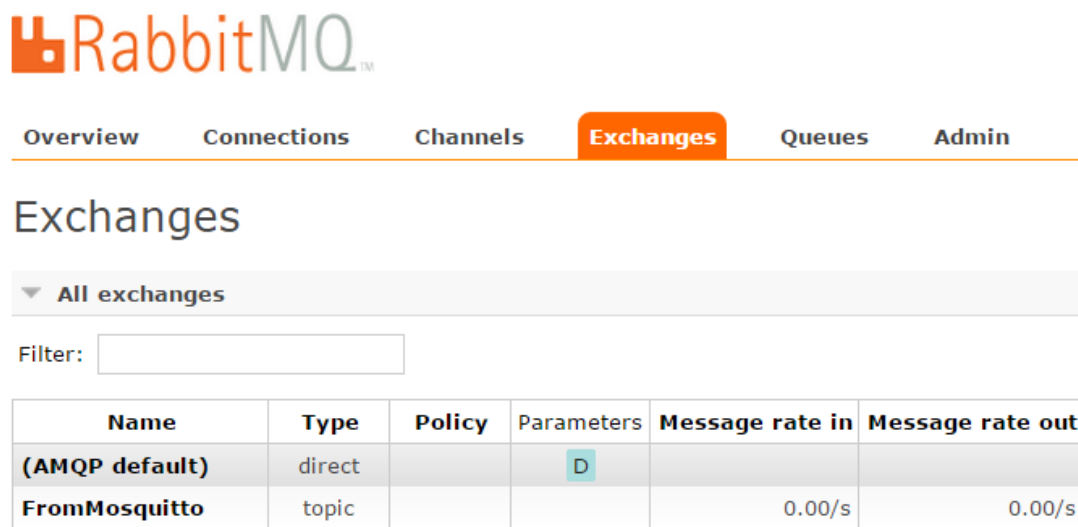 RabbitMQ™
Overview Connections Channels Exchanges Queues Admin
Exchanges
All exchanges
Filter:
Name Type Policy Parameters Message rate in Message rate out
(AMQP default) direct D
FromMosquitto topic 0.00/s 0.00/s